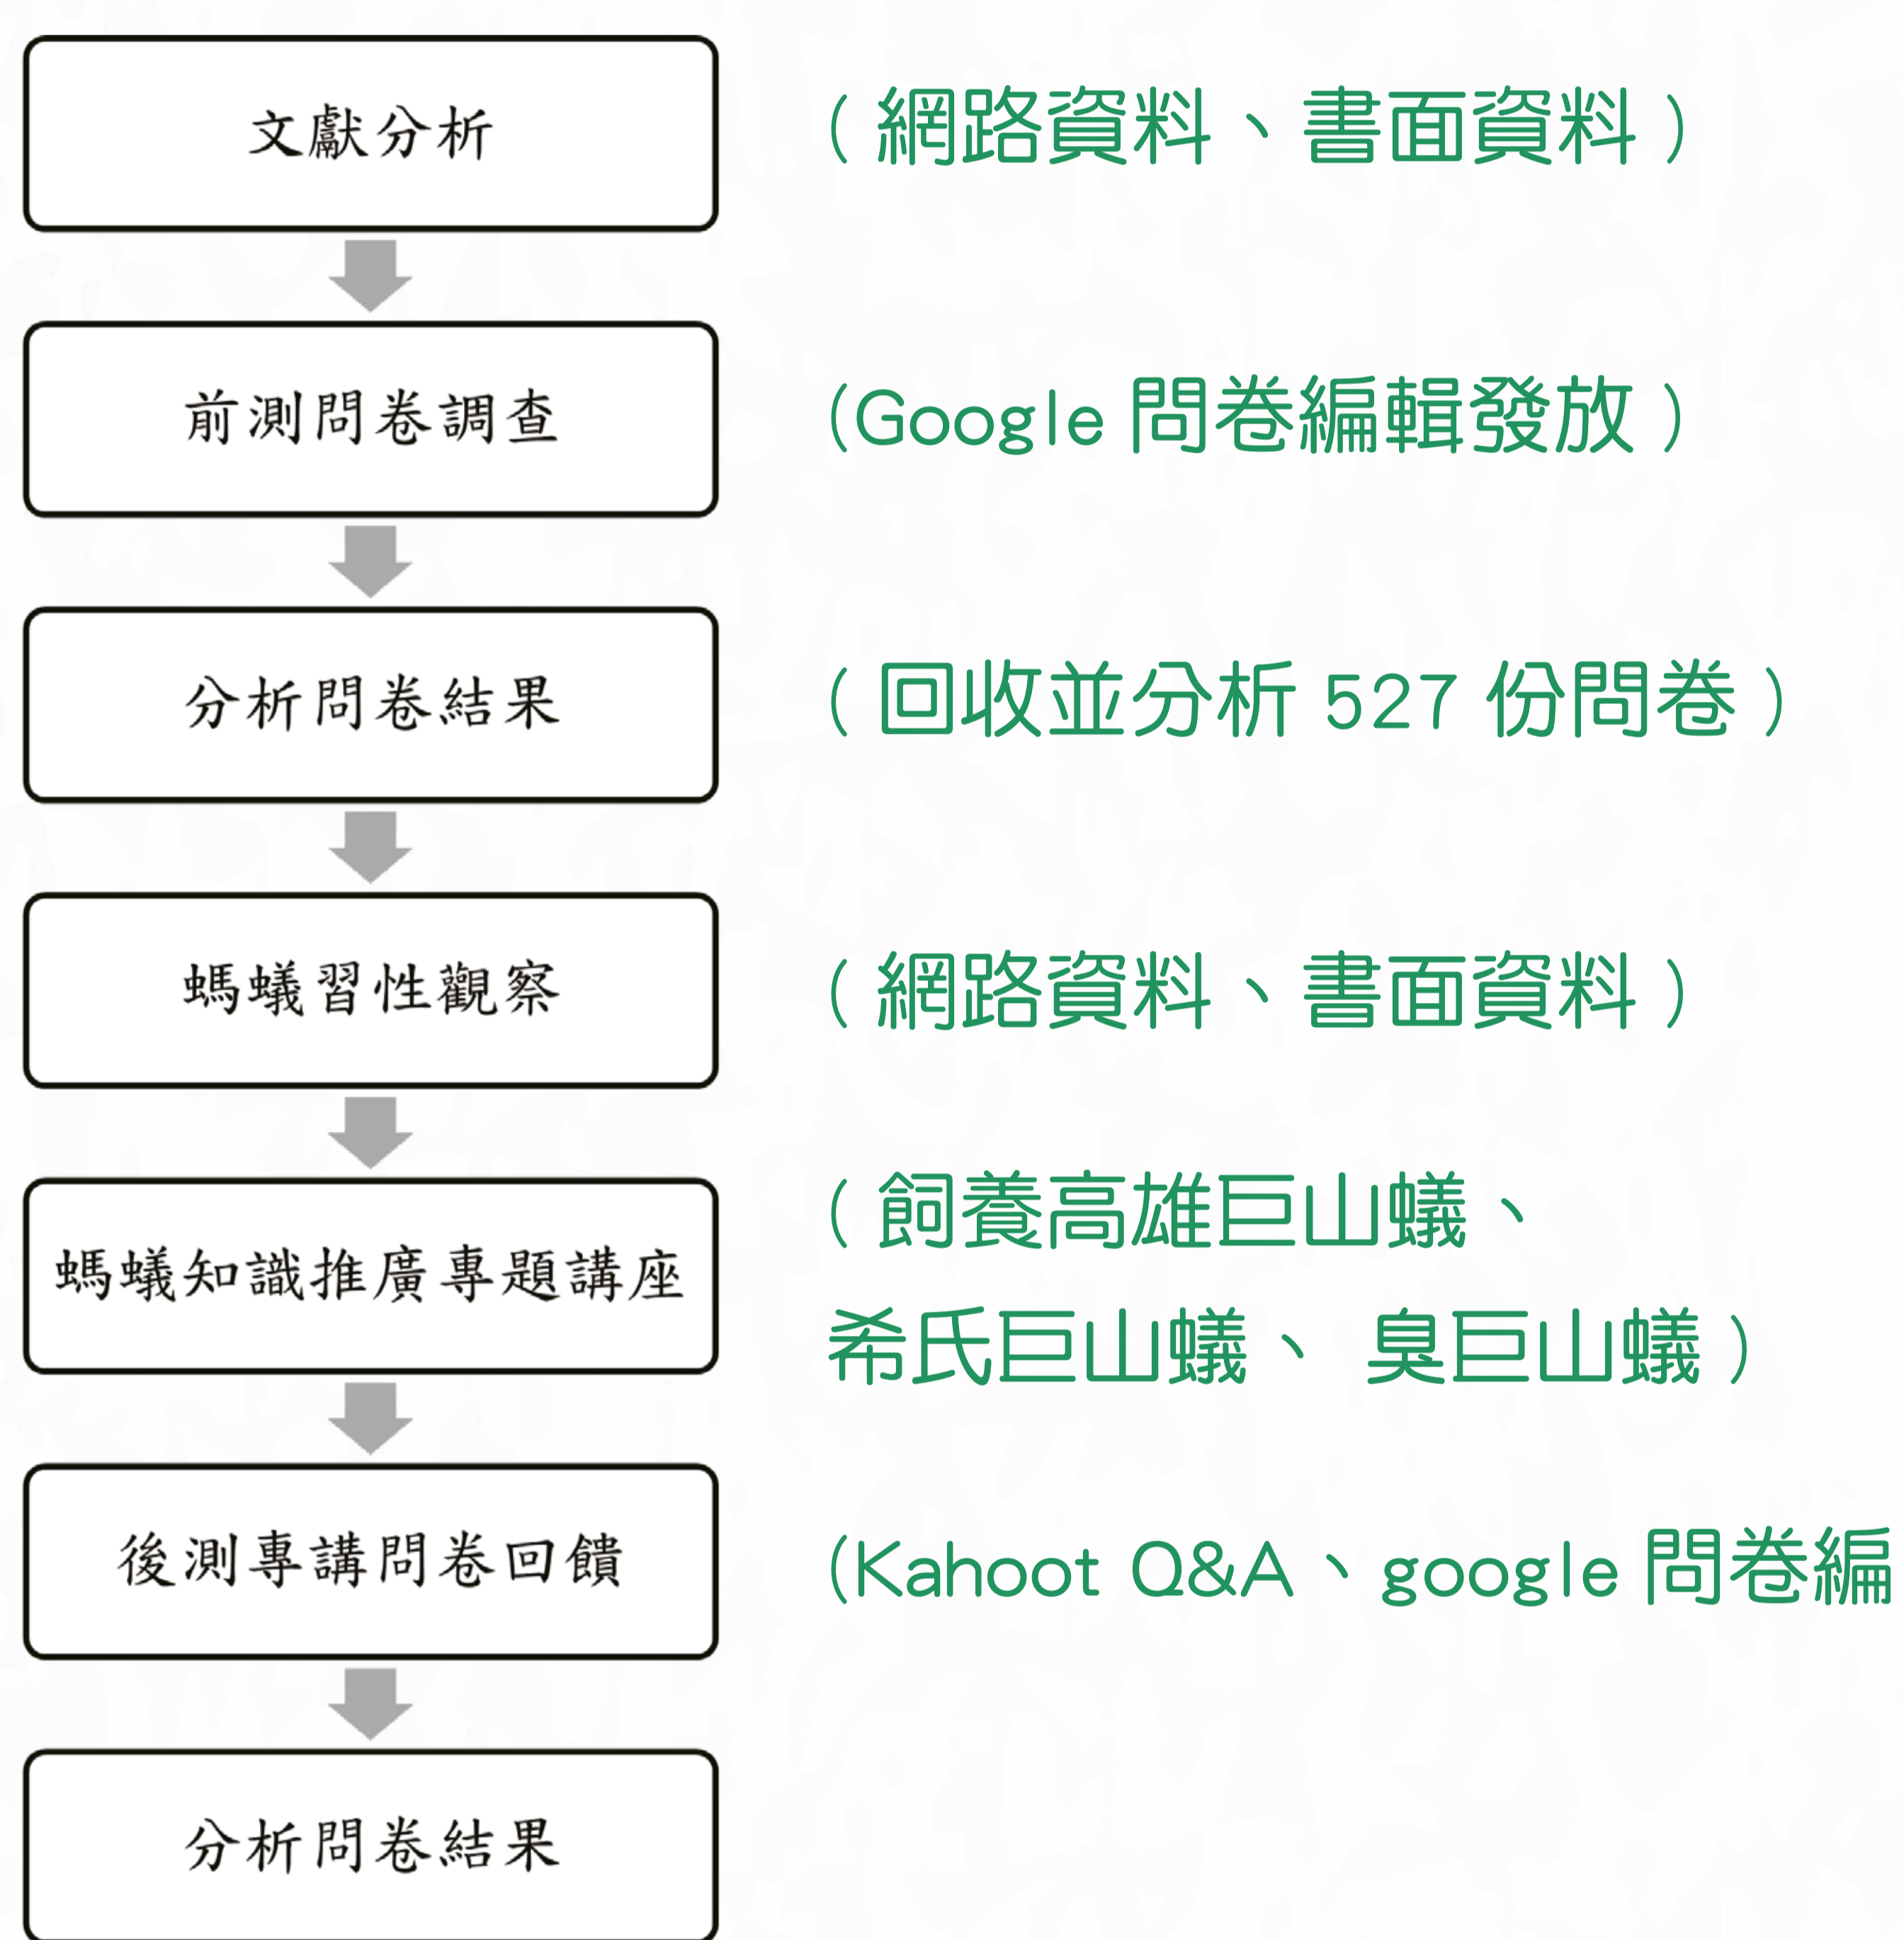 文獻分析
(網路資料、書面資料)
前測問卷調查
(Google 問卷編輯發放)
分析問卷結果
(回收並分析 527 份問卷)
螞蟻習性觀察
(網路資料、書面資料)
螞蟻知識推廣專題講座
(飼養高雄巨山蟻、
希氏巨山蟻、 臭巨山蟻)
後測專講問卷回饋
(Kahoot Q&A、google 問卷編
分析問卷結果